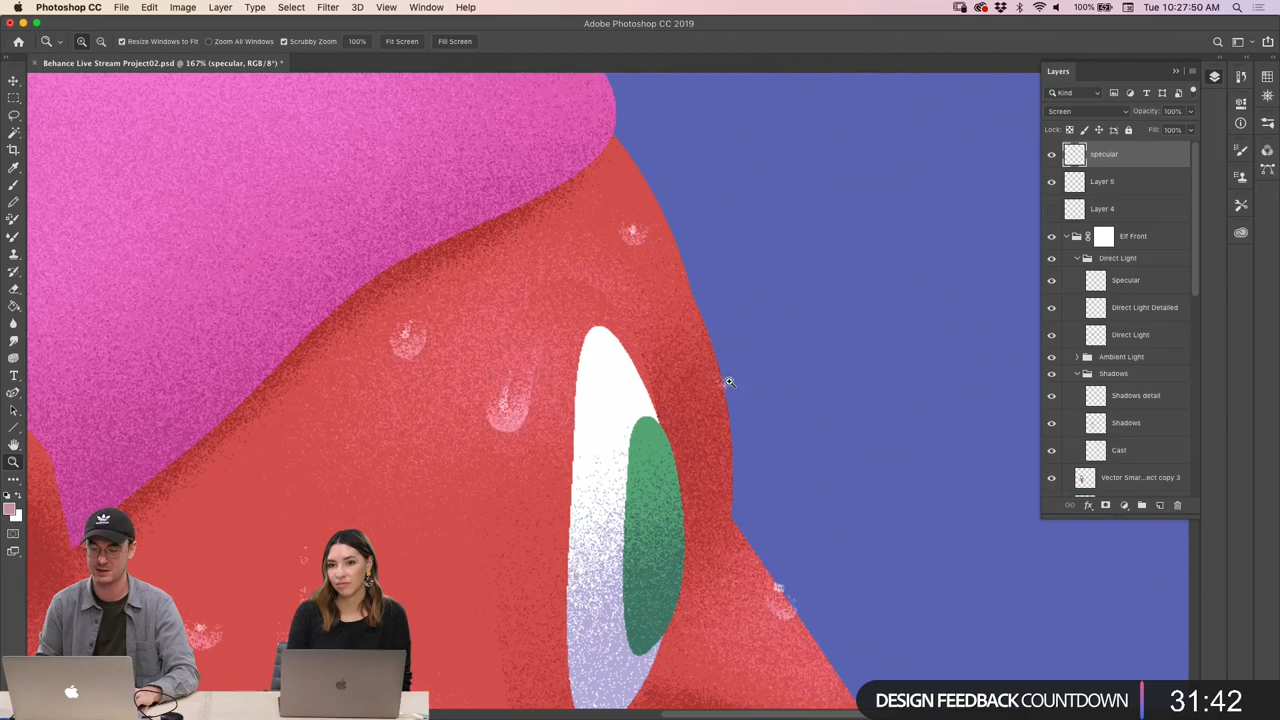 Photoshop CC File Edit Image Layer Type Select Filter 3D View Window Help 100% Tue 10:27:50 AM
Adobe Photoshop CC 2019
Resize Windows to Fit Zoom All Windows Scrubby Zoom 100% Fit Screen Fill Screen
× Behance Live Stream Project02.psd @ 167% (specular, RGB/8*) *
Layers
Kind
Screen Opacity: 100%
Lock: Fill: 100%
specular
Layer 5
Layer 4
Elf Front
Direct Light
Specular
Direct Light Detailed
Direct Light
Ambient Light
Shadows
Shadows detail
Shadows
Cast
Vector Smar...ect copy 3
fx
DESIGN FEEDBACK COUNTDOWN 31:42